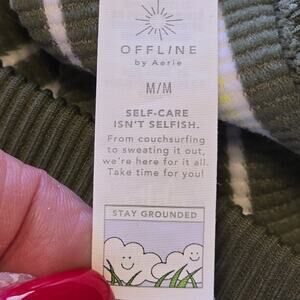 OFFLINE
by Aerie
M/M
SELF-CARE
ISN'T SELFISH.
From couchsurfing
to sweating it out,
we're here for it all.
Take time for you!
STAY GROUNDED